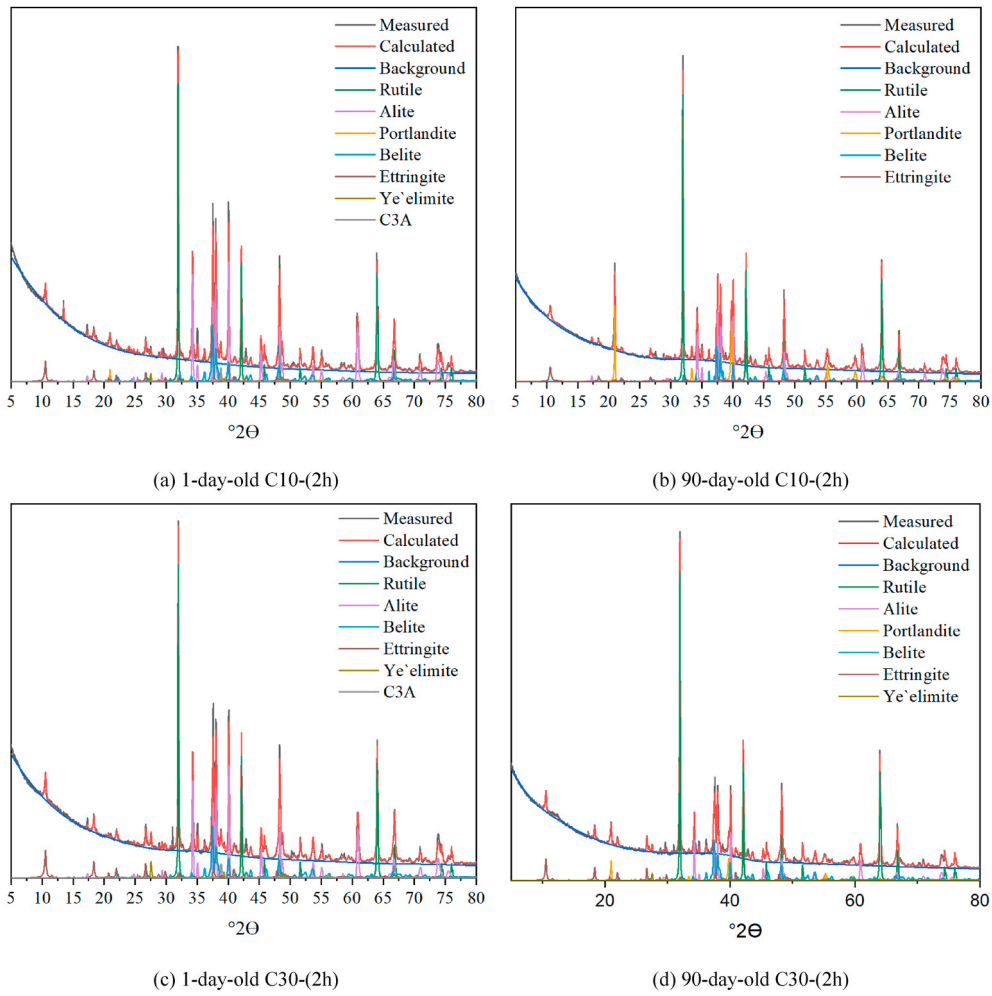 Measured
Calculated
Background
Rutile
Alite
Portlandite
Belite
Ettringite
Ye`elimite
C3A
5 10 15 20 25 30 35 40 45 50 55 60 65 70 75 80
°2ϴ
(a) 1-day-old C10-(2h)
Measured
Calculated
Background
Rutile
Alite
Portlandite
Belite
Ettringite
5 10 15 20 25 30 35 40 45 50 55 60 65 70 75 80
°2ϴ
(b) 90-day-old C10-(2h)
Measured
Calculated
Background
Rutile
Alite
Belite
Ettringite
Ye`elimite
C3A
5 10 15 20 25 30 35 40 45 50 55 60 65 70 75 80
°2ϴ
(c) 1-day-old C30-(2h)
Measured
Calculated
Background
Rutile
Alite
Portlandite
Belite
Ettringite
Ye`elimite
20 40 60 80
°2ϴ
(d) 90-day-old C30-(2h)